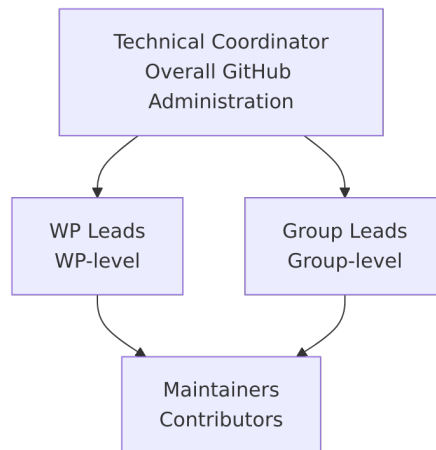 Technical Coordinator
Overall GitHub
Administration
WP Leads
WP-level
Group Leads
Group-level
Maintainers
Contributors